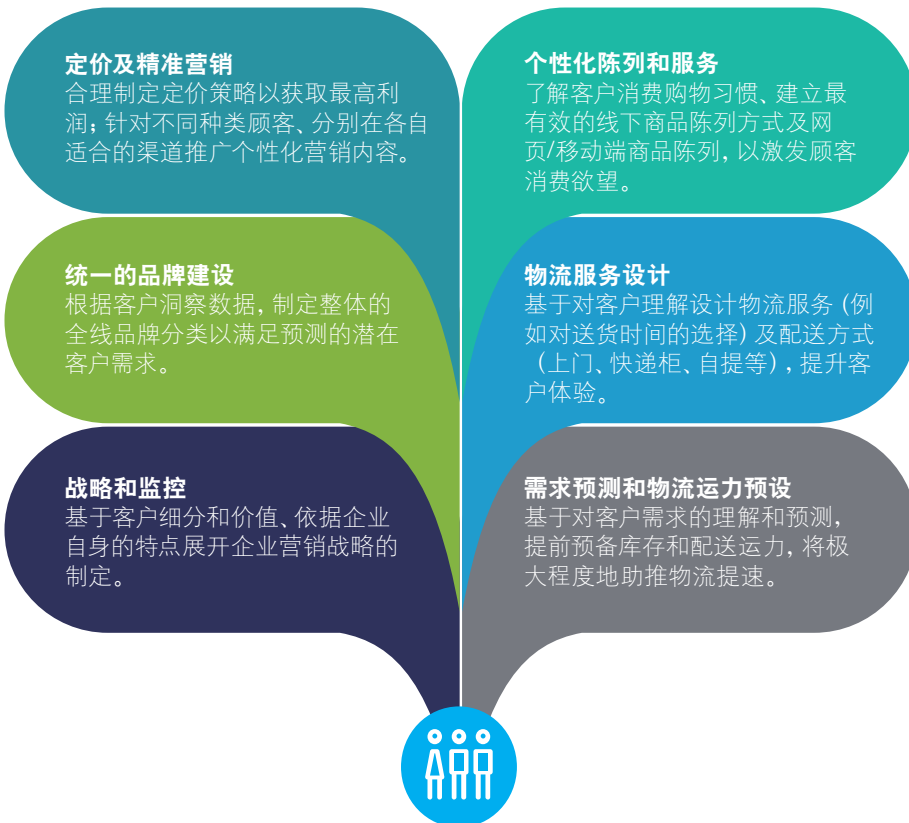 定价及精准营销
合理制定定价策略以获取最高利
润；针对不同种类顾客、分别在各自
适合的渠道推广个性化营销内容。
个性化陈列和服务
了解客户消费购物习惯、建立最
有效的线下商品陈列方式及网
页/移动端商品陈列，以激发顾客
消费欲望。
统一的品牌建设
根据客户洞察数据，制定整体的
全线品牌分类以满足预测的潜在
客户需求。
物流服务设计
基于对客户理解设计物流服务（例
如对送货时间的选择）及配送方式
（上门、快递柜、自提等），提升客
户体验。
战略和监控
基于客户细分和价值、依据企业
自身的特点展开企业营销战略的
制定。
需求预测和物流运力预设
基于对客户需求的理解和预测，
提前预备库存和配送运力，将极
大程度地助推物流提速。